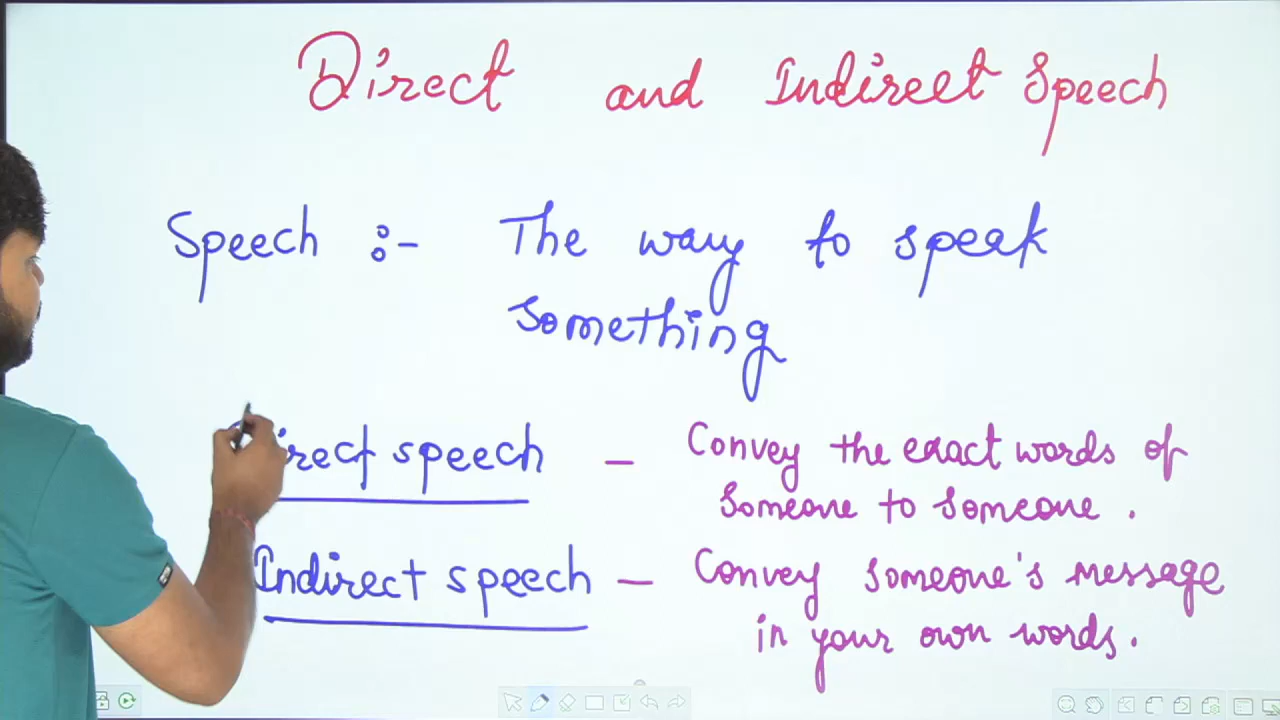 Direct and Indirect Speech
Speech :- The way to speak
something
Direct speech - Convey the exact words of
someone to someone.
Indirect speech - Convey someone's message
in your own words.